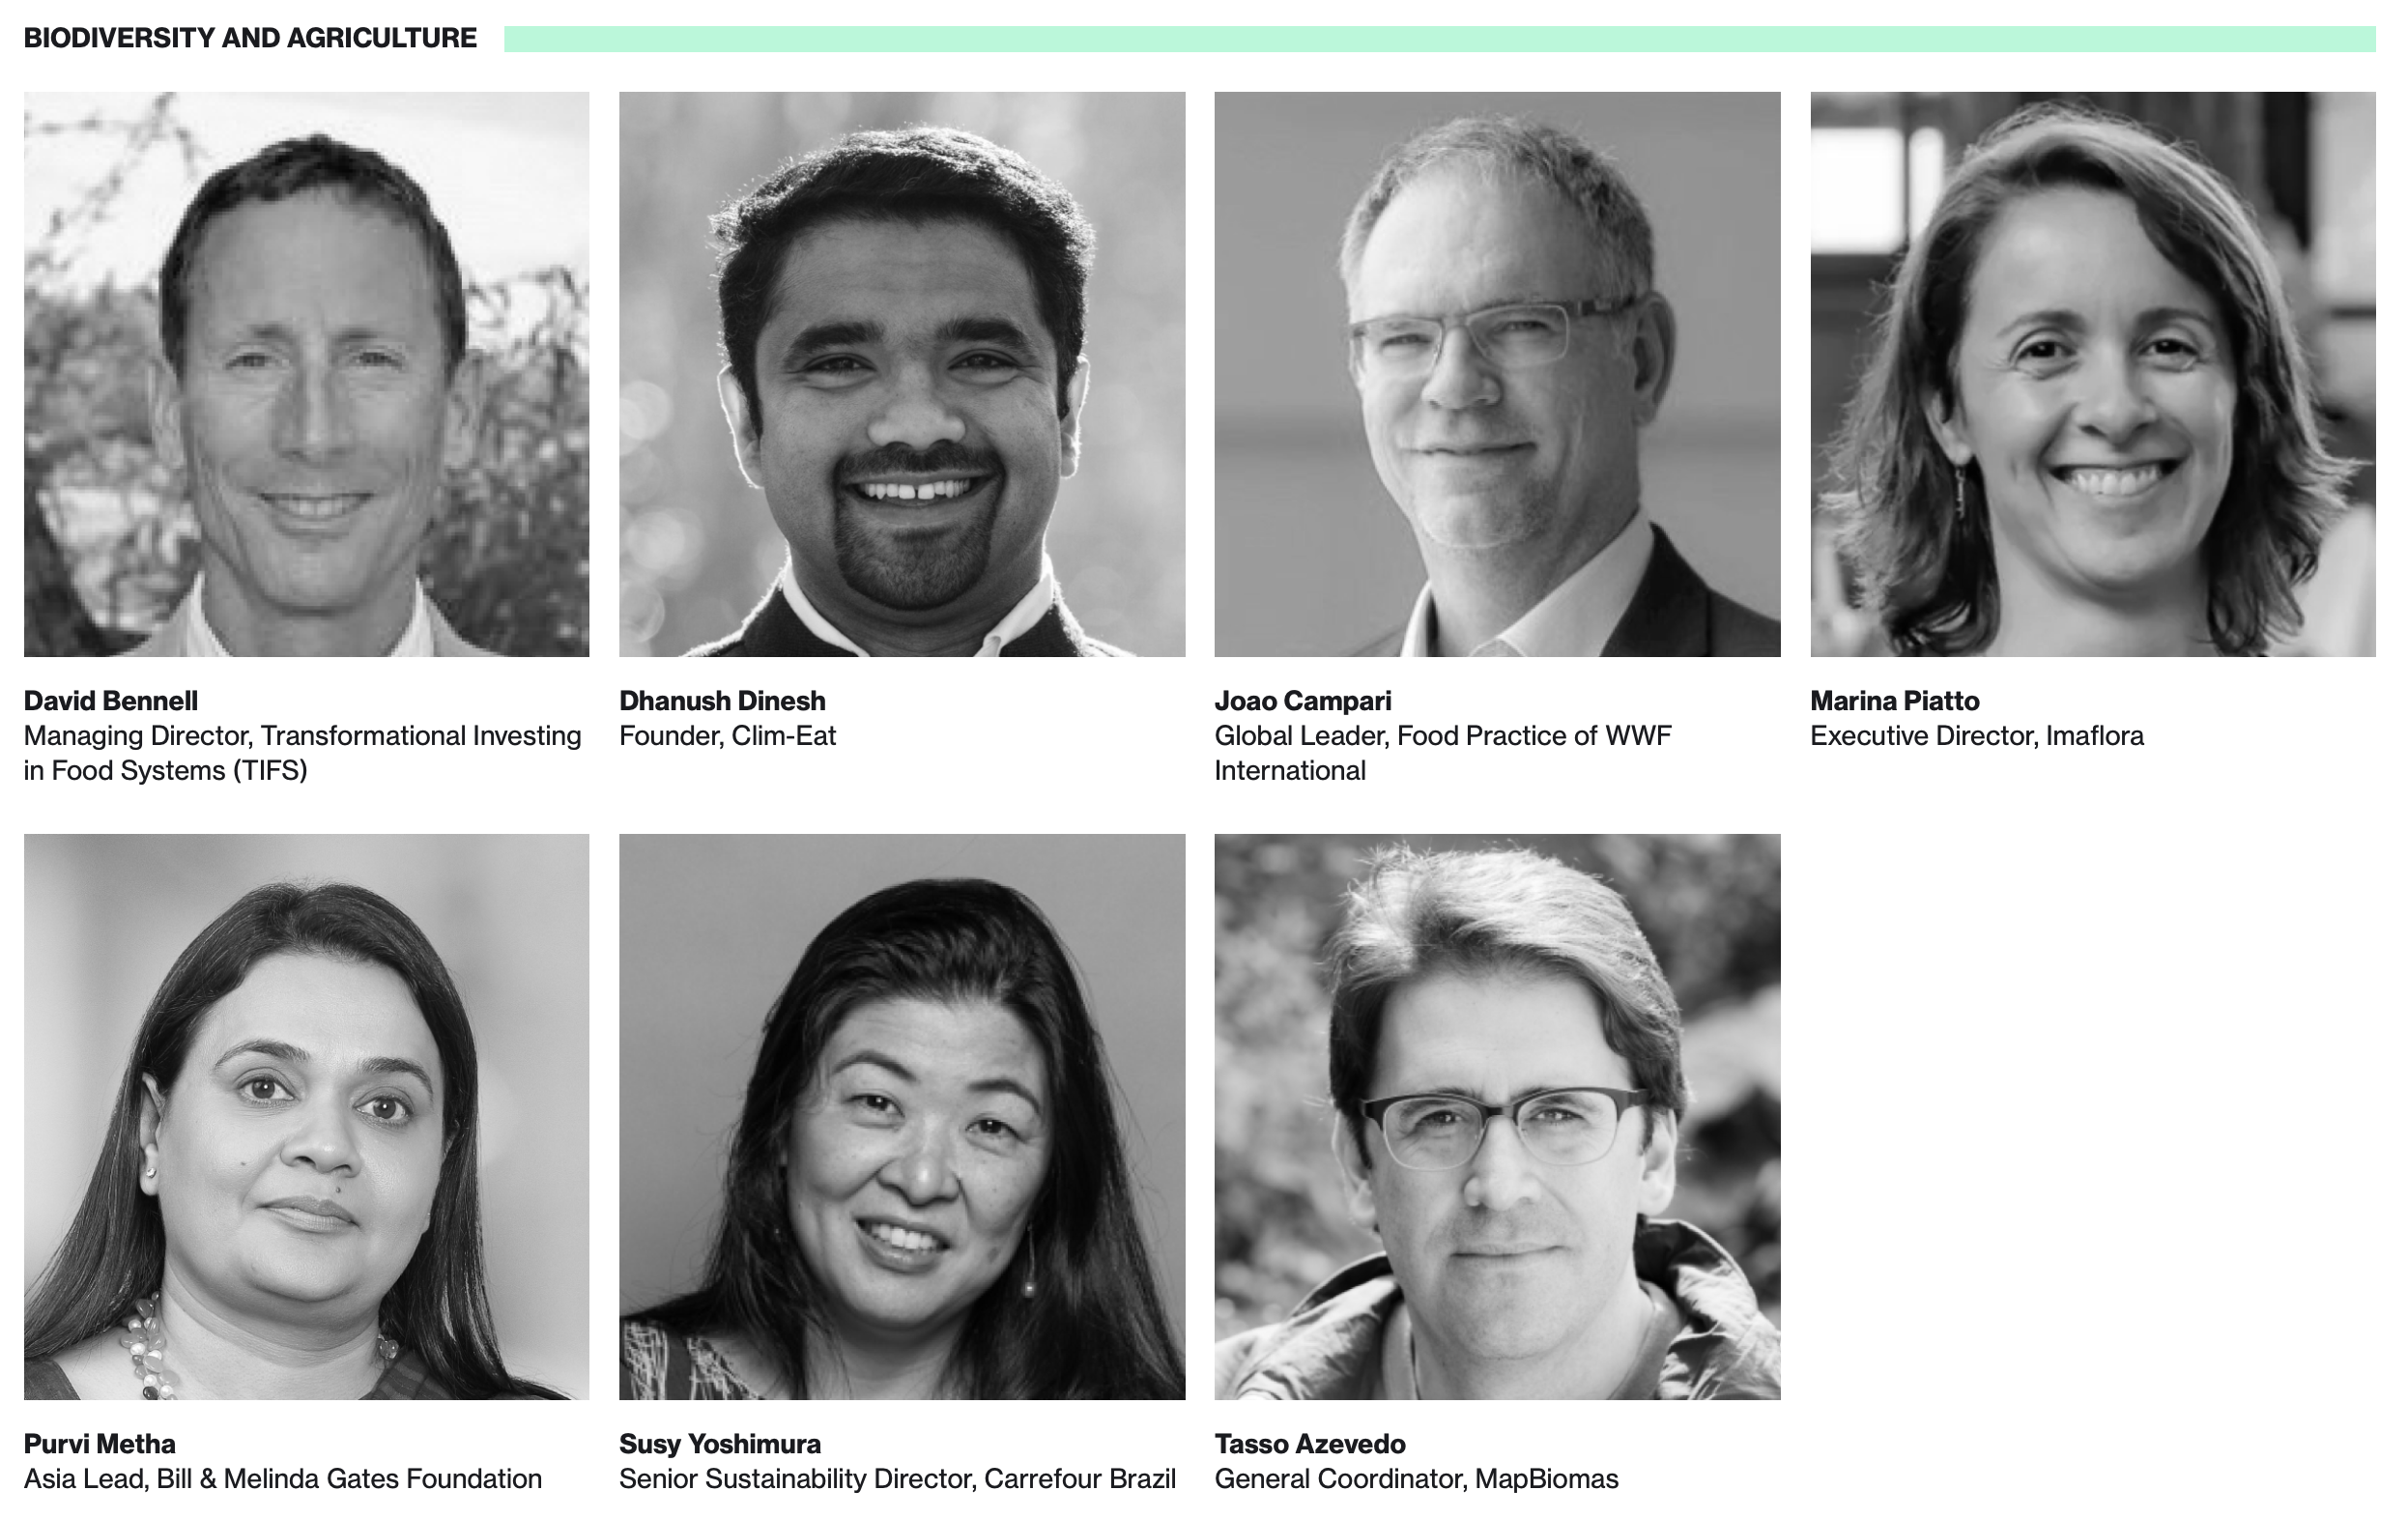 BIODIVERSITY AND AGRICULTURE
David Bennell
Managing Director, Transformational Investing
in Food Systems (TIFS)
Dhanush Dinesh
Founder, Clim-Eat
Joao Campari
Global Leader, Food Practice of WWF
International
Marina Piatto
Executive Director, Imaflora
Purvi Metha
Asia Lead, Bill & Melinda Gates Foundation
Susy Yoshimura
Senior Sustainability Director, Carrefour Brazil
Tasso Azevedo
General Coordinator, MapBiomas